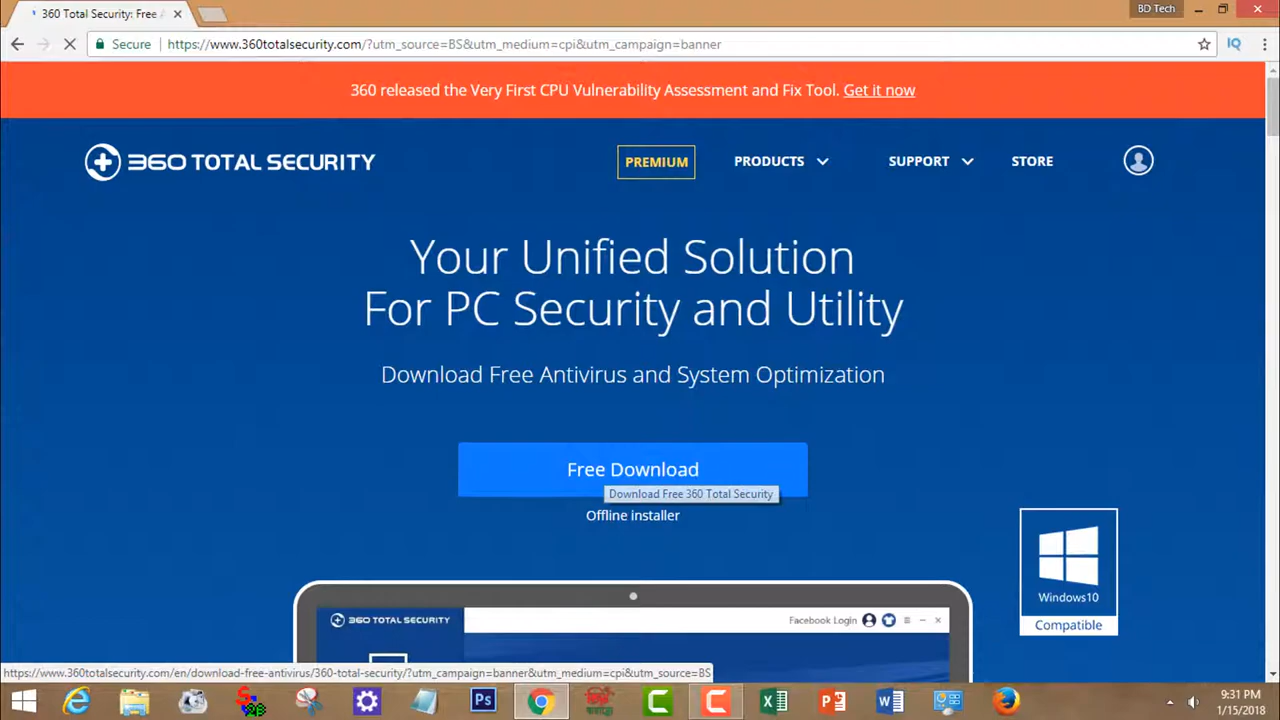 360 Total Security: Free A
BD Tech
Secure
https://www.360totalsecurity.com/?utm_source=BS&utm_medium=cpi&utm_campaign=banner
IQ
360 released the Very First CPU Vulnerability Assessment and Fix Tool. Get it now
360 TOTAL SECURITY
PREMIUM
PRODUCTS
SUPPORT
STORE
Your Unified Solution
For PC Security and Utility
Download Free Antivirus and System Optimization
Free Download
Download Free 360 Total Security
Offline installer
Windows10
Compatible
360 TOTAL SECURITY
Facebook Login
https://www.360totalsecurity.com/en/download-free-antivirus/360-total-security/?utm_campaign=banner&utm_medium=cpi&utm_source=BS
Ps
9:31 PM
1/15/2018